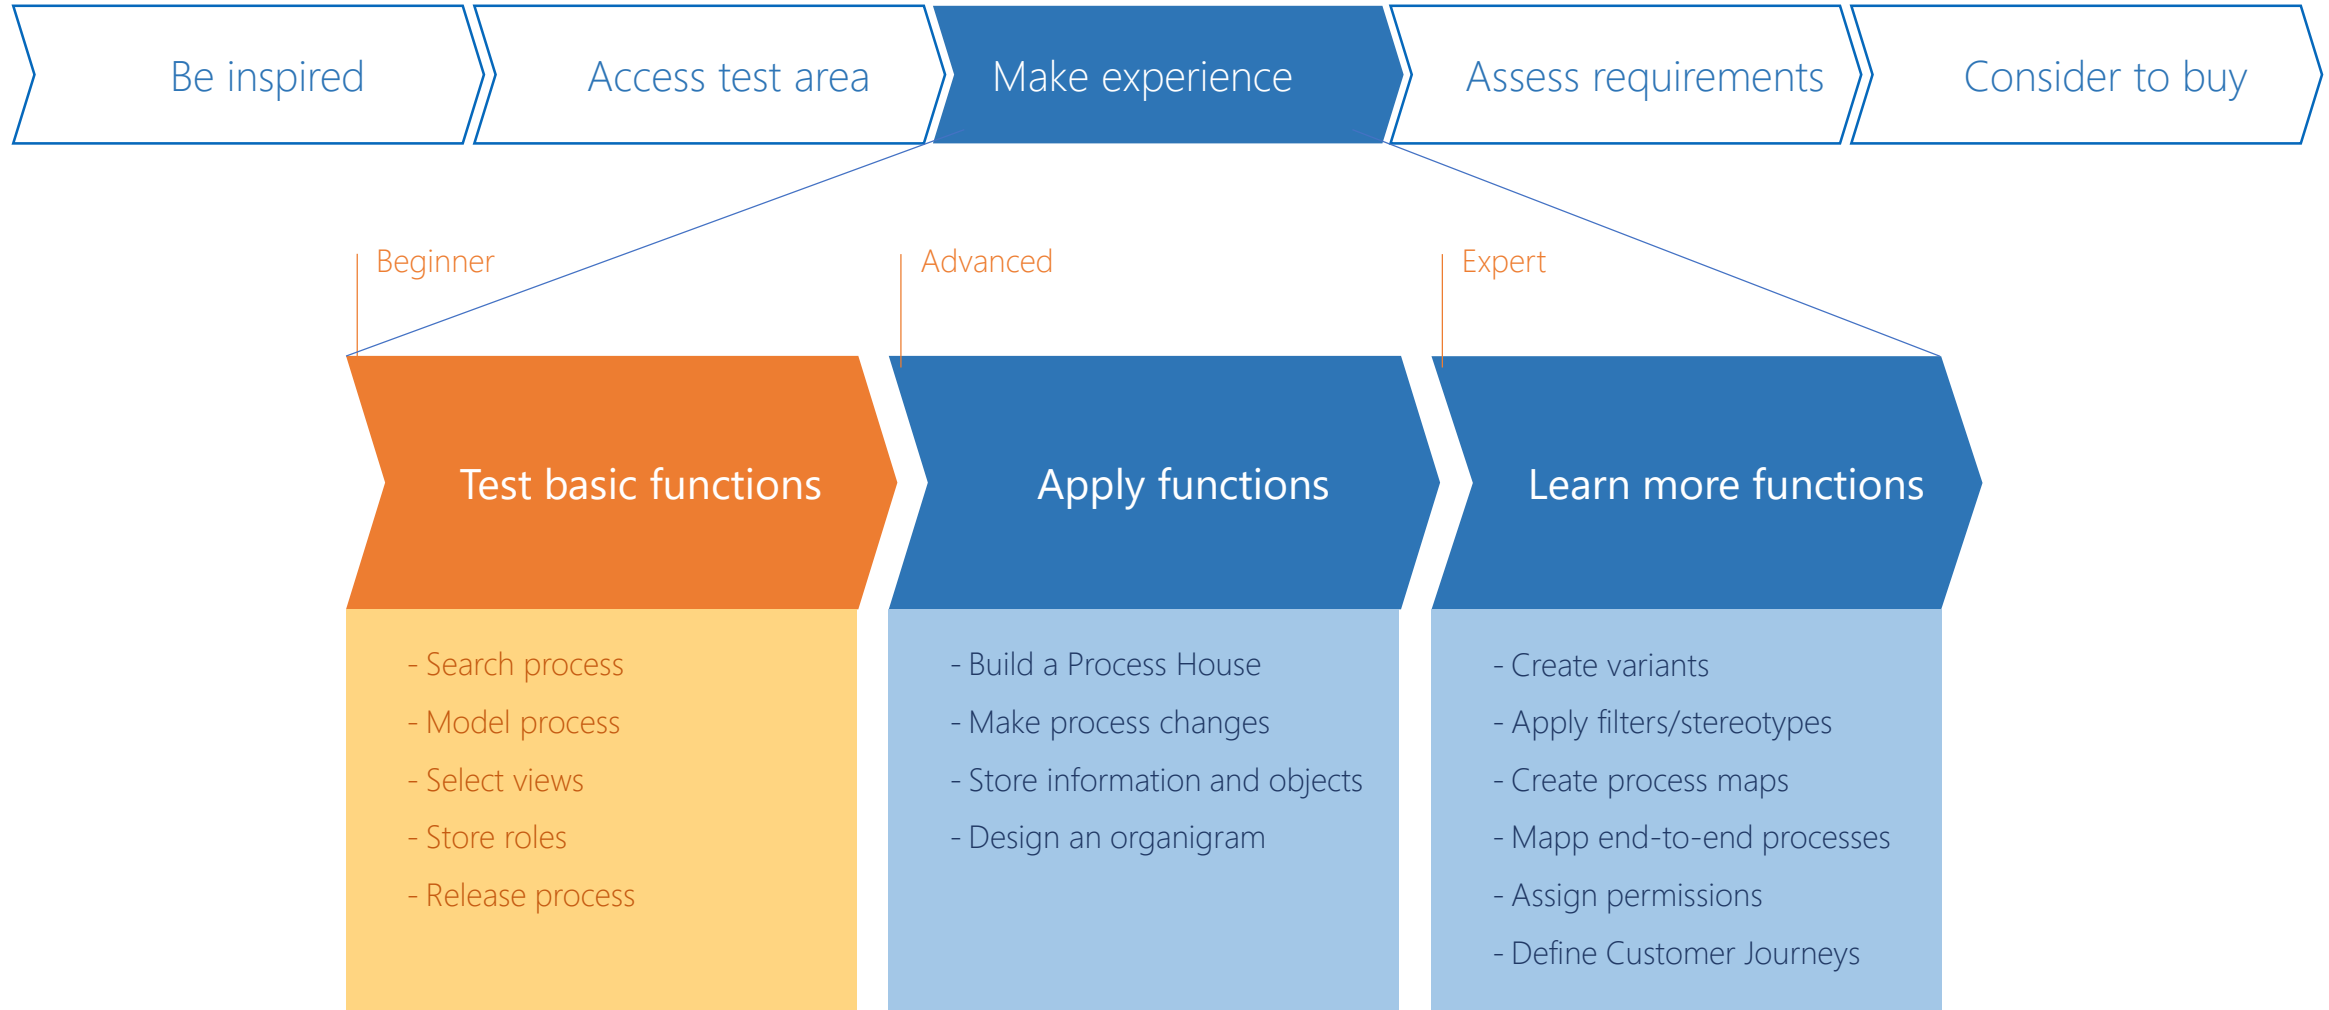 Be inspired
Access test area
Make experience
Assess requirements
Consider to buy
Beginner
Advanced
Expert
Test basic functions
Apply functions
Learn more functions
- Search process
- Model process
- Select views
- Store roles
- Release process
- Build a Process House
- Make process changes
- Store information and objects
- Design an organigram
- Create variants
- Apply filters/stereotypes
- Create process maps
- Mapp end-to-end processes
- Assign permissions
- Define Customer Journeys